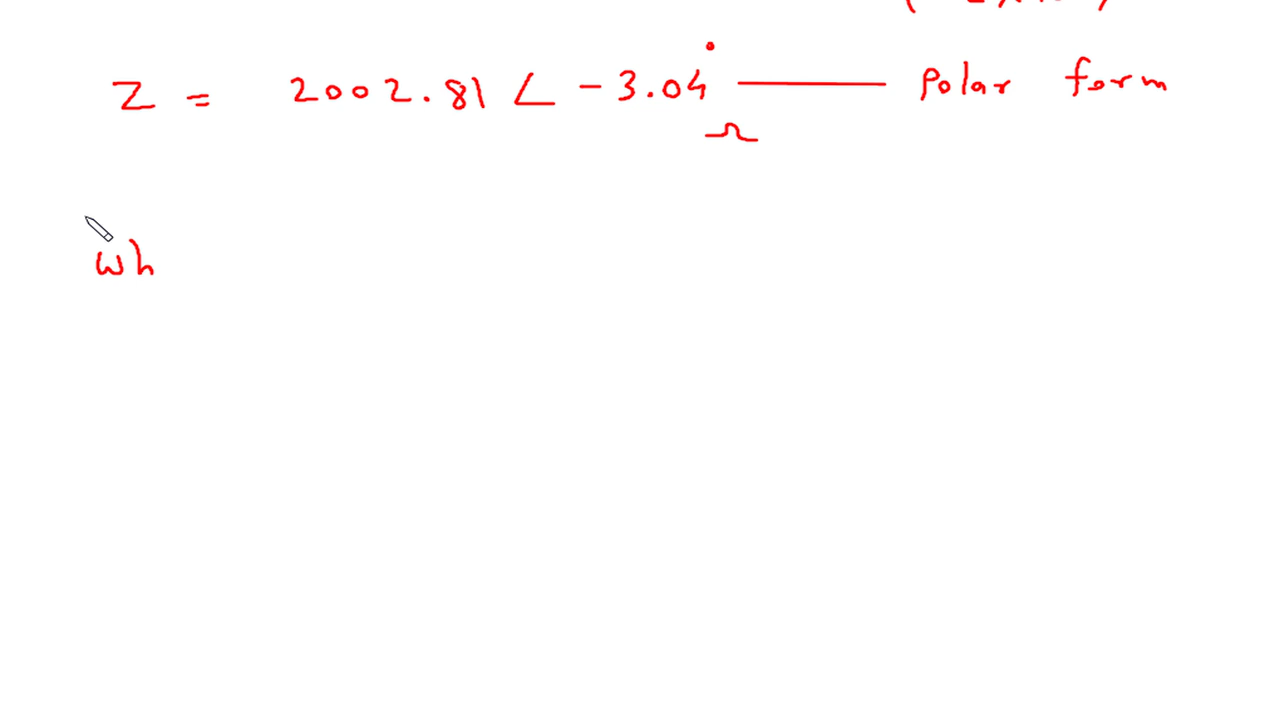 Z = 2002.81 ∠ -3.04° —— Polar form
Ω
wh